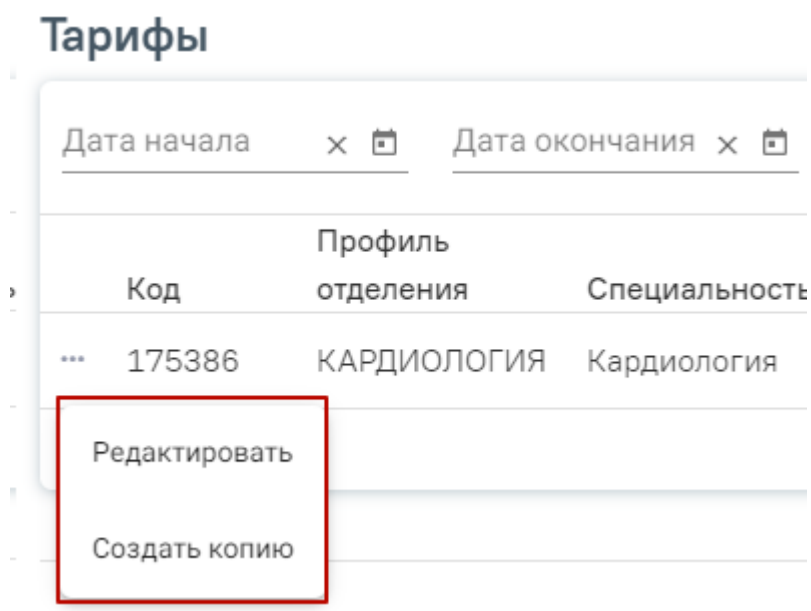 Тарифы
Дата начала Дата окончания
Профиль
Код отделения Специальность
175386 КАРДИОЛОГИЯ Кардиология
Редактировать
Создать копию